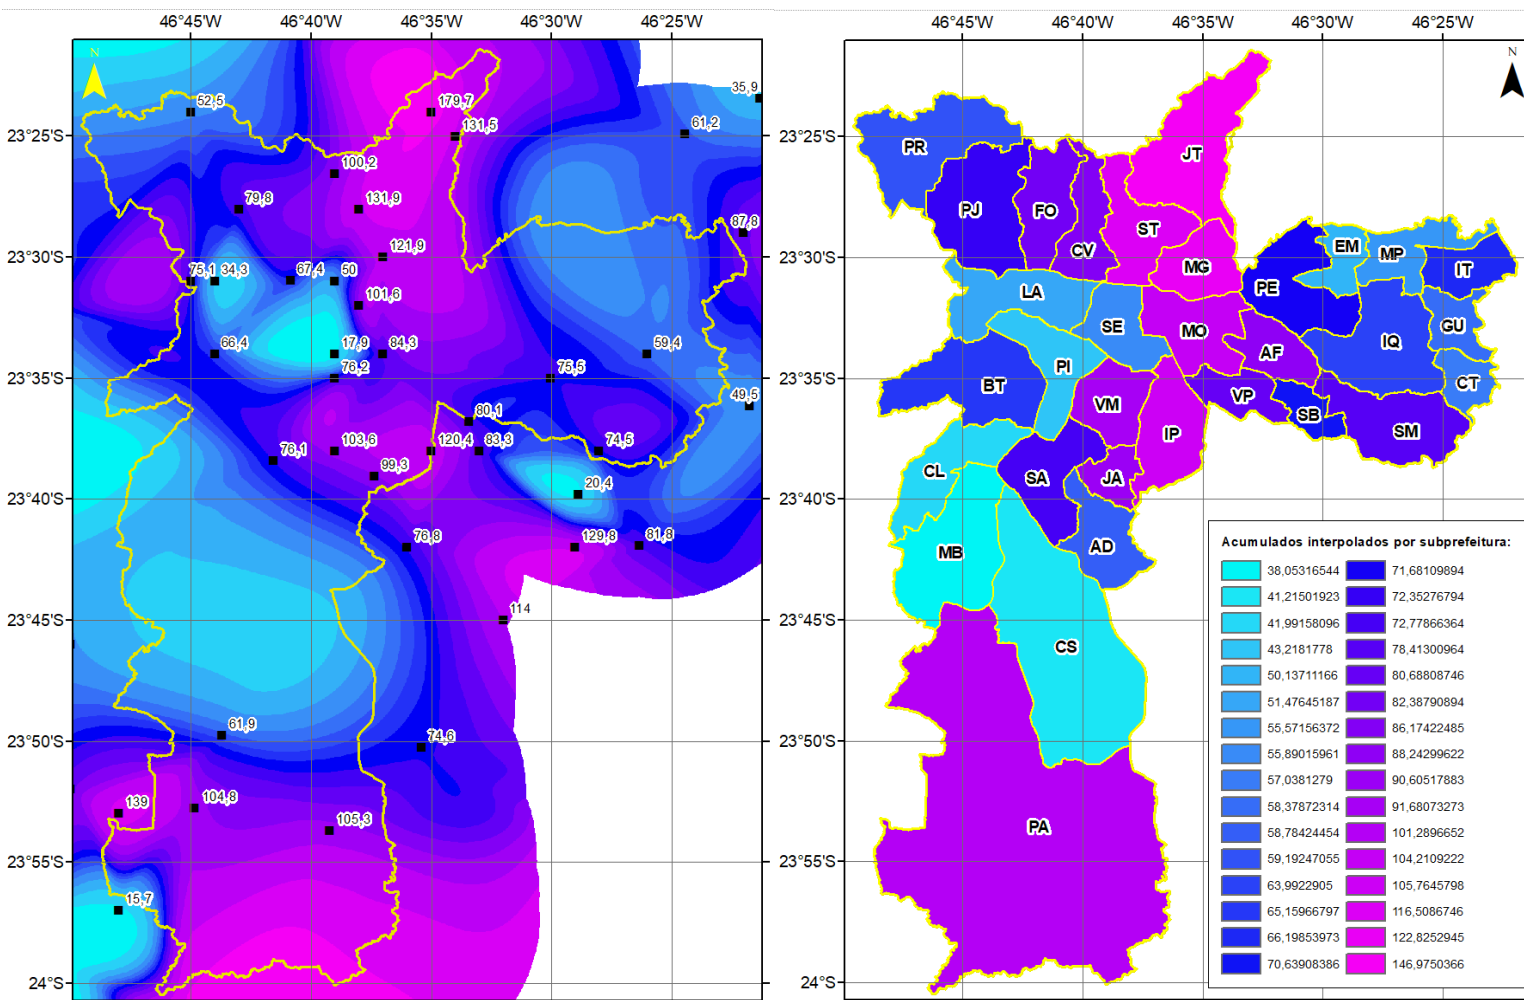 46°45'W 46°40'W 46°35'W 46°30'W 46°25'W
46°45'W 46°40'W 46°35'W 46°30'W 46°25'W
N
52,5
179,7
131,5
35,9
61,2
23°25'S
100,2
79,8
131,9
87,8
121,9
23°30'S
75,1
34,3
67,4
50
101,6
66,4
17,9
84,3
59,4
76,2
75,5
23°35'S
49,5
80,1
76,1
103,6
120,4
83,3
74,5
99,3
20,4
23°40'S
76,8
129,8
81,8
114
23°45'S
61,9
74,6
23°50'S
139
104,8
105,3
23°55'S
15,7
24°S
N
23°25'S
PR
JT
PJ
FO
ST
CV
EM
MP
23°30'S
MG
IT
PE
LA
SE
MO
GU
IQ
AF
PI
23°35'S
BT
CT
VM
VP
SB
IP
SM
CL
SA
JA
23°40'S
MB
AD
23°45'S
CS
23°50'S
PA
23°55'S
24°S
Acumulados interpolados por subprefeitura:
38,05316544 71,68109894
41,21501923 72,35276794
41,99158096 72,77866364
43,2181778 78,41300964
50,13711166 80,68808746
51,47645187 82,38790894
55,57156372 86,17422485
55,89015961 88,24299622
57,0381279 90,60517883
58,37872314 91,68073273
58,78424454 101,2896652
59,19247055 104,2109222
63,9922905 105,7645798
65,15966797 116,5086746
66,19853973 122,8252945
70,63908386 146,9750366